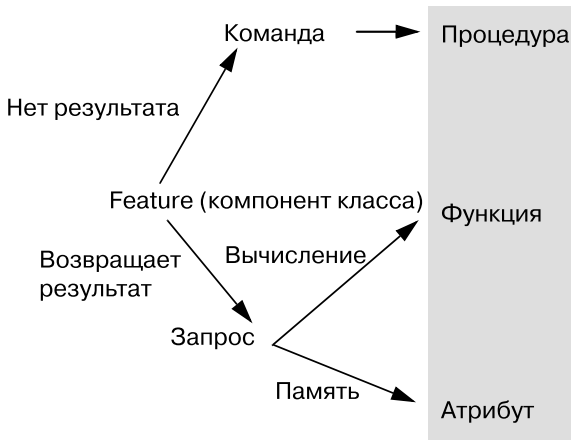 Команда
Процедура
Нет результата
Feature (компонент класса)
Функция
Возвращает
результат
Вычисление
Запрос
Память
Атрибут